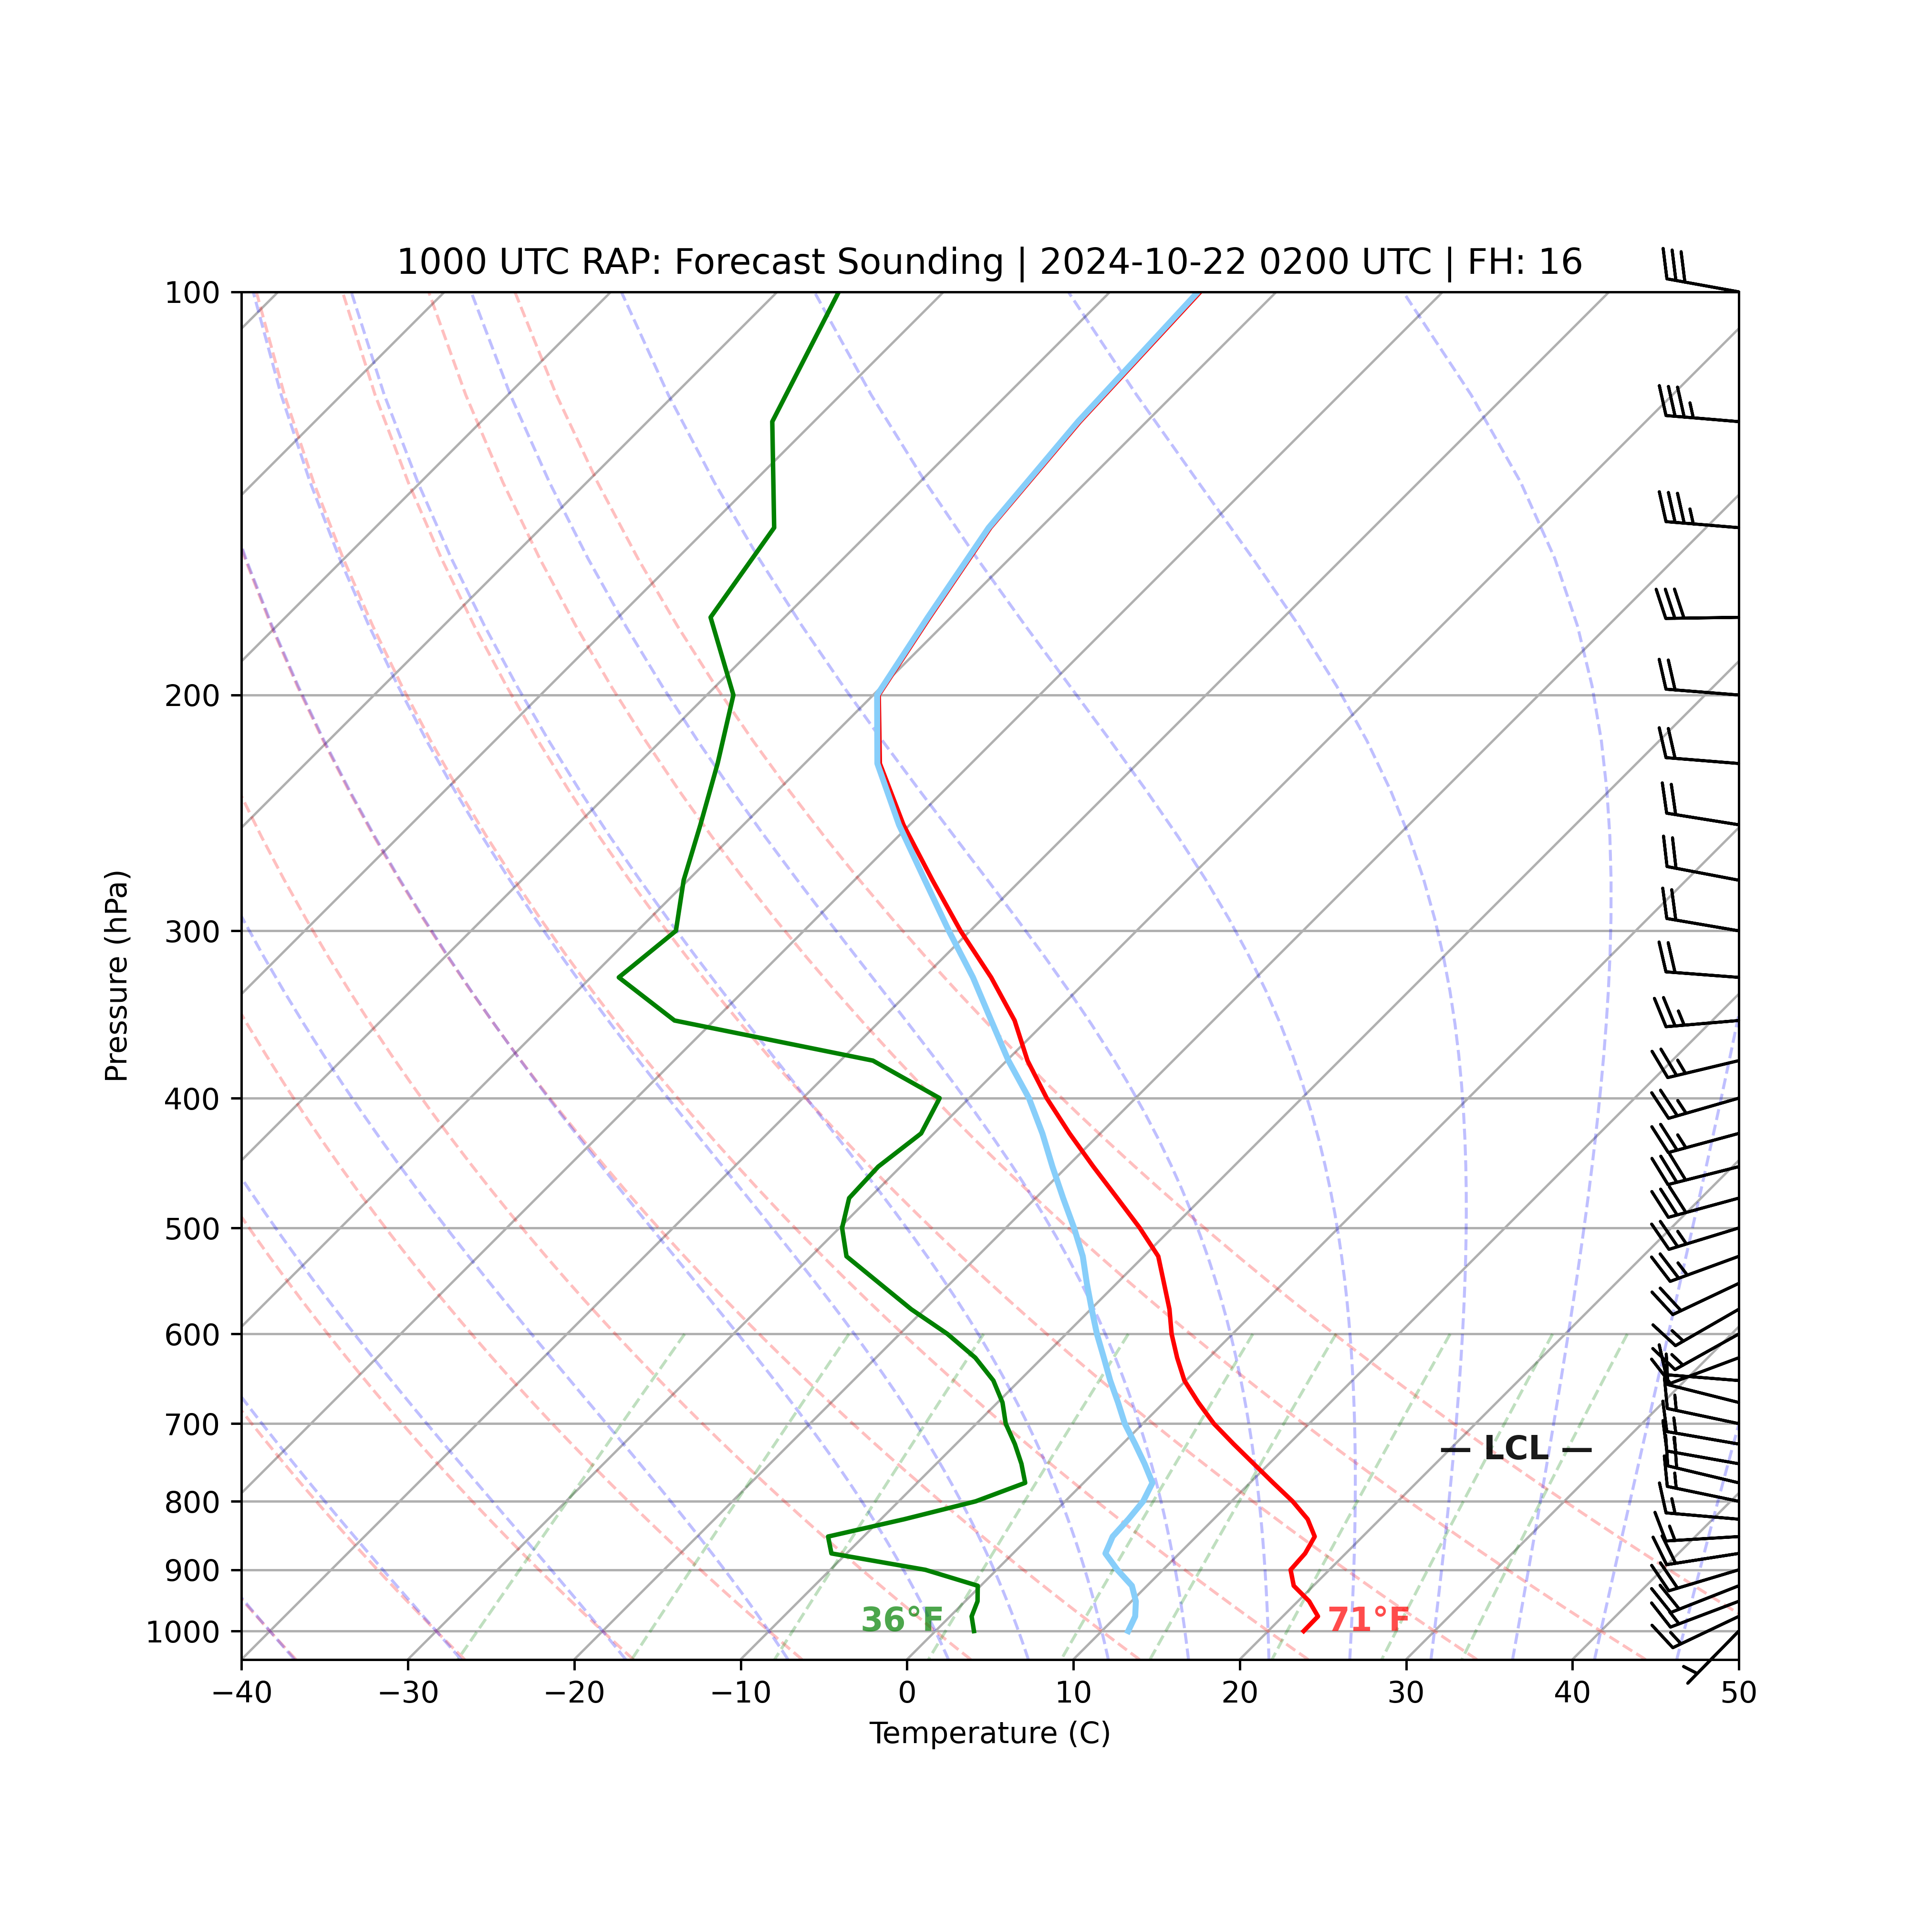 1000 UTC RAP: Forecast Sounding | 2024-10-22 0200 UTC | FH: 16
100
200
300
400
500
600
700
800
900
1000
Pressure (hPa)
— LCL —
36°F
71°F
−40 −30 −20 −10 0 10 20 30 40 50
Temperature (C)